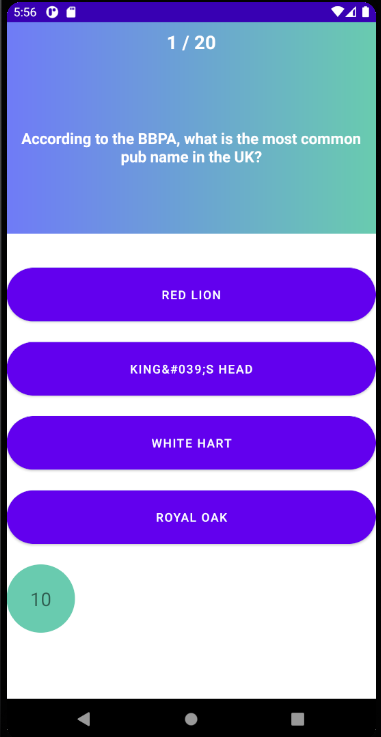 5:56
1 / 20
According to the BBPA, what is the most common
pub name in the UK?
RED LION
KING&#039;S HEAD
WHITE HART
ROYAL OAK
10